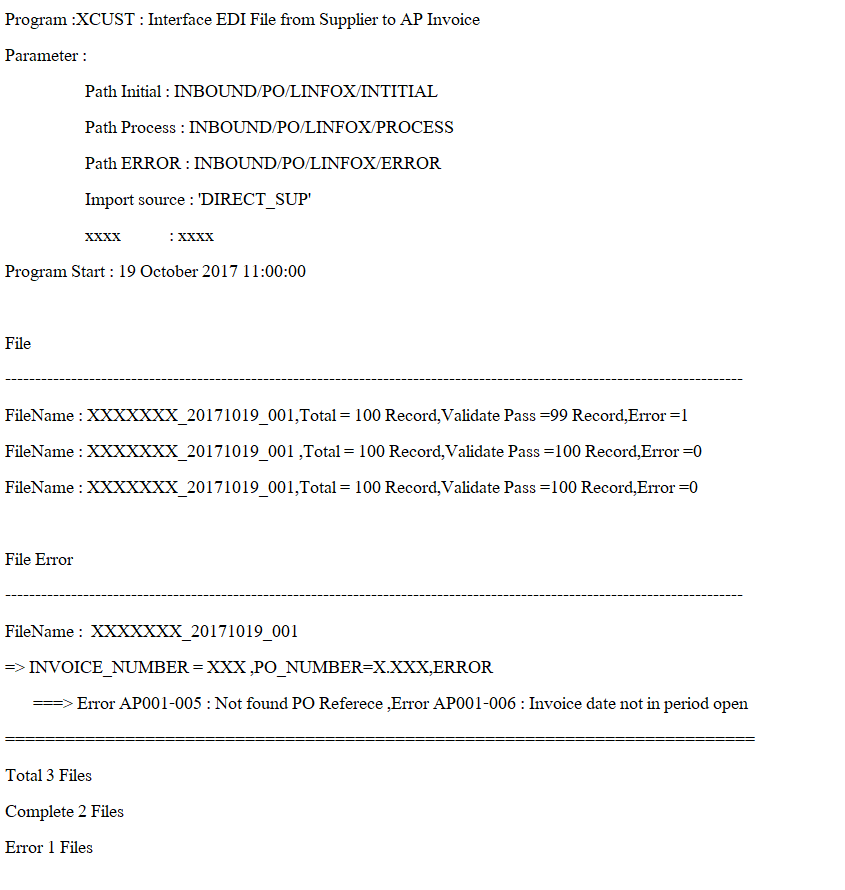 Program :XCUST : Interface EDI File from Supplier to AP Invoice
Parameter :
Path Initial : INBOUND/PO/LINFOX/INTITIAL
Path Process : INBOUND/PO/LINFOX/PROCESS
Path ERROR : INBOUND/PO/LINFOX/ERROR
Import source : 'DIRECT_SUP'
xxxx : xxxx
Program Start : 19 October 2017 11:00:00
File
---------------------------------------------------------------------------------------------------------------------------
FileName : XXXXXXX_20171019_001,Total = 100 Record,Validate Pass =99 Record,Error =1
FileName : XXXXXXX_20171019_001 ,Total = 100 Record,Validate Pass =100 Record,Error =0
FileName : XXXXXXX_20171019_001,Total = 100 Record,Validate Pass =100 Record,Error =0
File Error
---------------------------------------------------------------------------------------------------------------------------
FileName :  XXXXXXX_20171019_001
=> INVOICE_NUMBER = XXX ,PO_NUMBER=X.XXX,ERROR
===> Error AP001-005 : Not found PO Referece ,Error AP001-006 : Invoice date not in period open
===========================================================================
Total 3 Files
Complete 2 Files
Error 1 Files